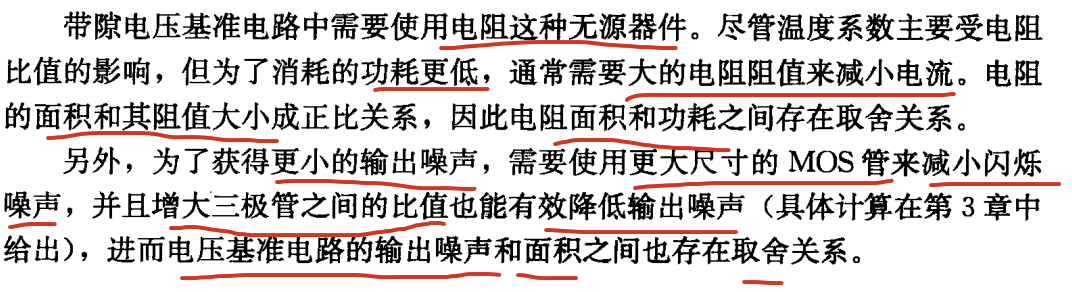 带隙电压基准电路中需要使用电阻这种无源器件。尽管温度系数主要受电阻
比值的影响，但为了消耗的功耗更低，通常需要大的电阻阻值来减小电流。电阻
的面积和其阻值大小成正比关系，因此电阻面积和功耗之间存在取舍关系。
另外，为了获得更小的输出噪声，需要使用更大尺寸的 MOS 管来减小闪烁
噪声，并且增大三极管之间的比值也能有效降低输出噪声（具体计算在第 3 章中
给出），进而电压基准电路的输出噪声和面积之间也存在取舍关系。